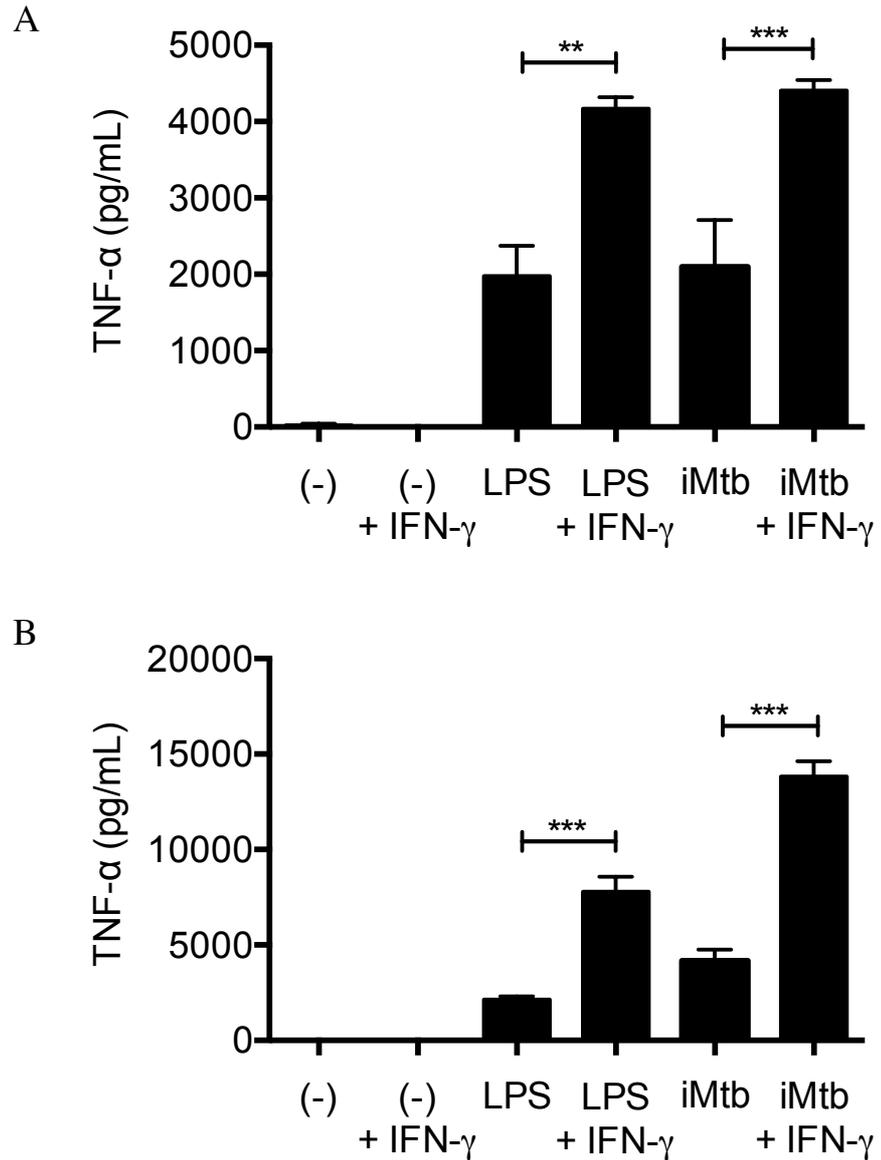 A
TNF-α (pg/mL)
5000
4000
3000
2000
1000
0
**
***
(-) (-) LPS LPS iMtb iMtb
+ IFN-γ + IFN-γ + IFN-γ
B
TNF-α (pg/mL)
20000
15000
10000
5000
0
***
***
(-) (-) LPS LPS iMtb iMtb
+ IFN-γ + IFN-γ + IFN-γ